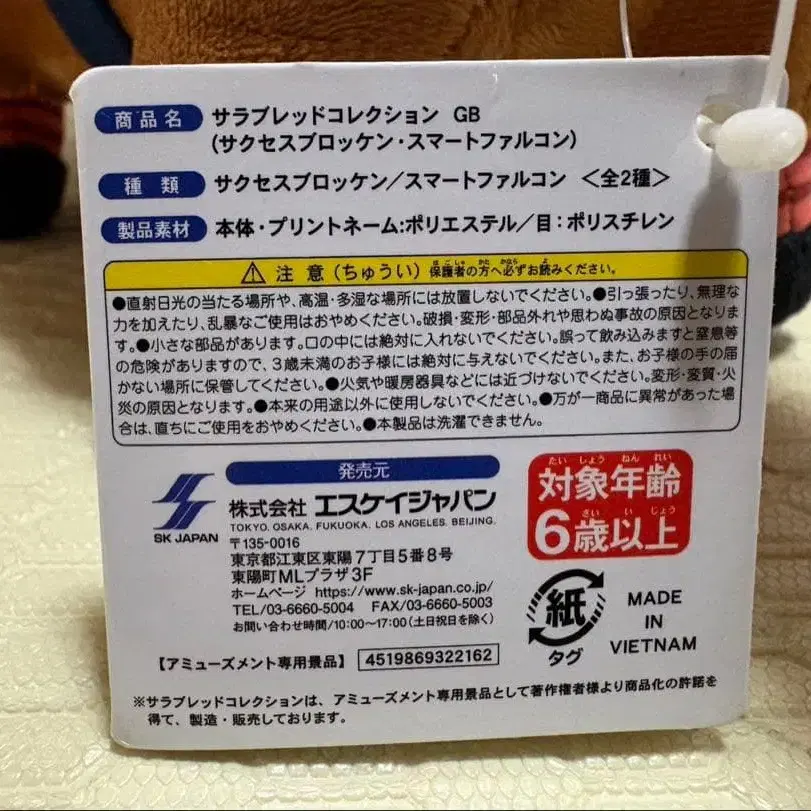 商品名 サラブレッドコレクション GB
(サクセスブロッケン・スマートファルコン)
種類 サクセスブロッケン/スマートファルコン <全2種>
製品素材 本体・プリントネーム:ポリエステル/目:ポリスチレン
ほごしゃ かた かなら よ
⚠ 注意(ちゅうい) 保護者の方へ必ずお読みください。
●直射日光の当たる場所や、高温・多湿な場所には放置しないでください。●引っ張ったり、無理な
力を加えたり、乱暴なご使用はおやめください。破損・変形・部品外れや思わぬ事故の原因となりま
す。●小さな部品があります。口の中には絶対に入れないでください。誤って飲み込みますと窒息等
の危険がありますので、3歳未満のお子様には絶対に与えないでください。また、お子様の手の届
かない場所に保管してください。●火気や暖房器具などには近づけないでください。変形・変質・火
災の原因となります。●本来の用途以外に使用しないでください。●万が一商品に異常があった場
合は、直ちにご使用をおやめください。●本製品は洗濯できません。
発売元
SK JAPAN
株式会社 エスケイジャパン
TOKYO. OSAKA. FUKUOKA. LOS ANGELES. BEIJING.
〒135-0016
東京都江東区東陽7丁目5番8号
東陽町MLプラザ3F
ホームページ https://www.sk-japan.co.jp/
TEL/03-6660-5004 FAX/03-6660-5003
お問い合わせ時間/10:00〜17:00(土日祝日を除く)
たいしょうねんれい
対象年齢
さい いじょう
6歳以上
紙
タグ
MADE
IN
VIETNAM
【アミューズメント専用景品】 4519869322162
※サラブレッドコレクションは、アミューズメント専用景品として著作権者様より商品化の許諾を
得て、製造・販売しております。